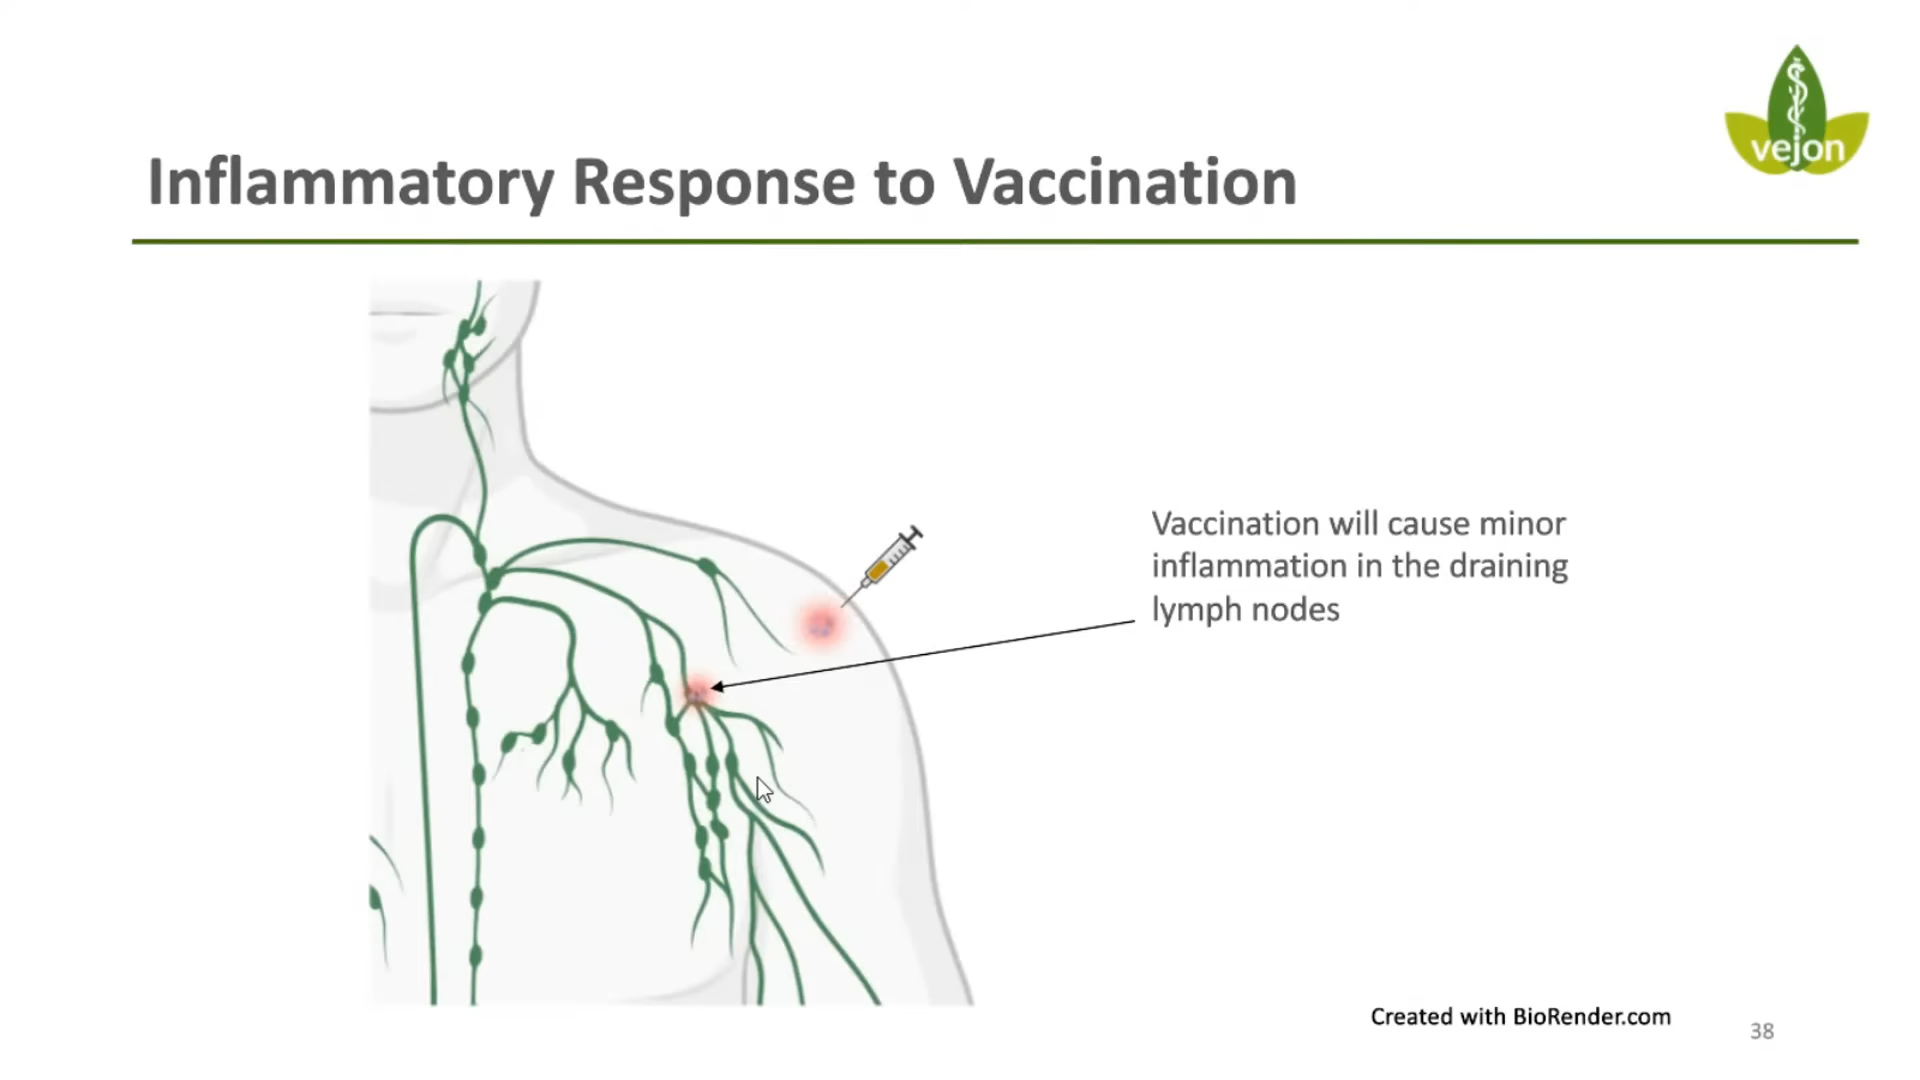 vejon
Inflammatory Response to Vaccination
Vaccination will cause minor
inflammation in the draining
lymph nodes
Created with BioRender.com
38